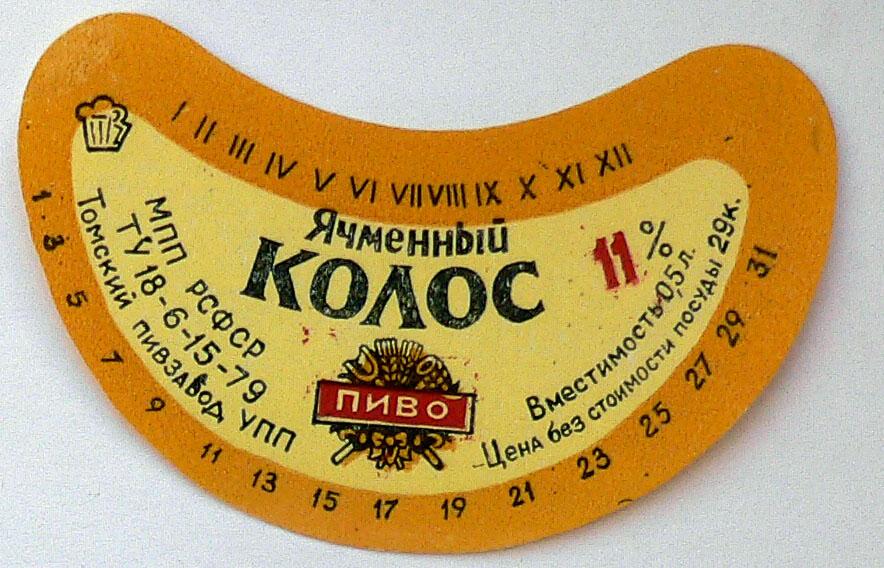 I II III IV V VI VII VIII IX X XI XII
Ячменный
КОЛОС
11%
МПП РСФСР
ТУ 18-6-15-79
Томский пивзавод УПП
ПИВО
Вместимость 0,5 л.
Цена без стоимости посуды 29к.
1 3 5 7 9 11 13 15 17 19 21 23 25 27 29 31